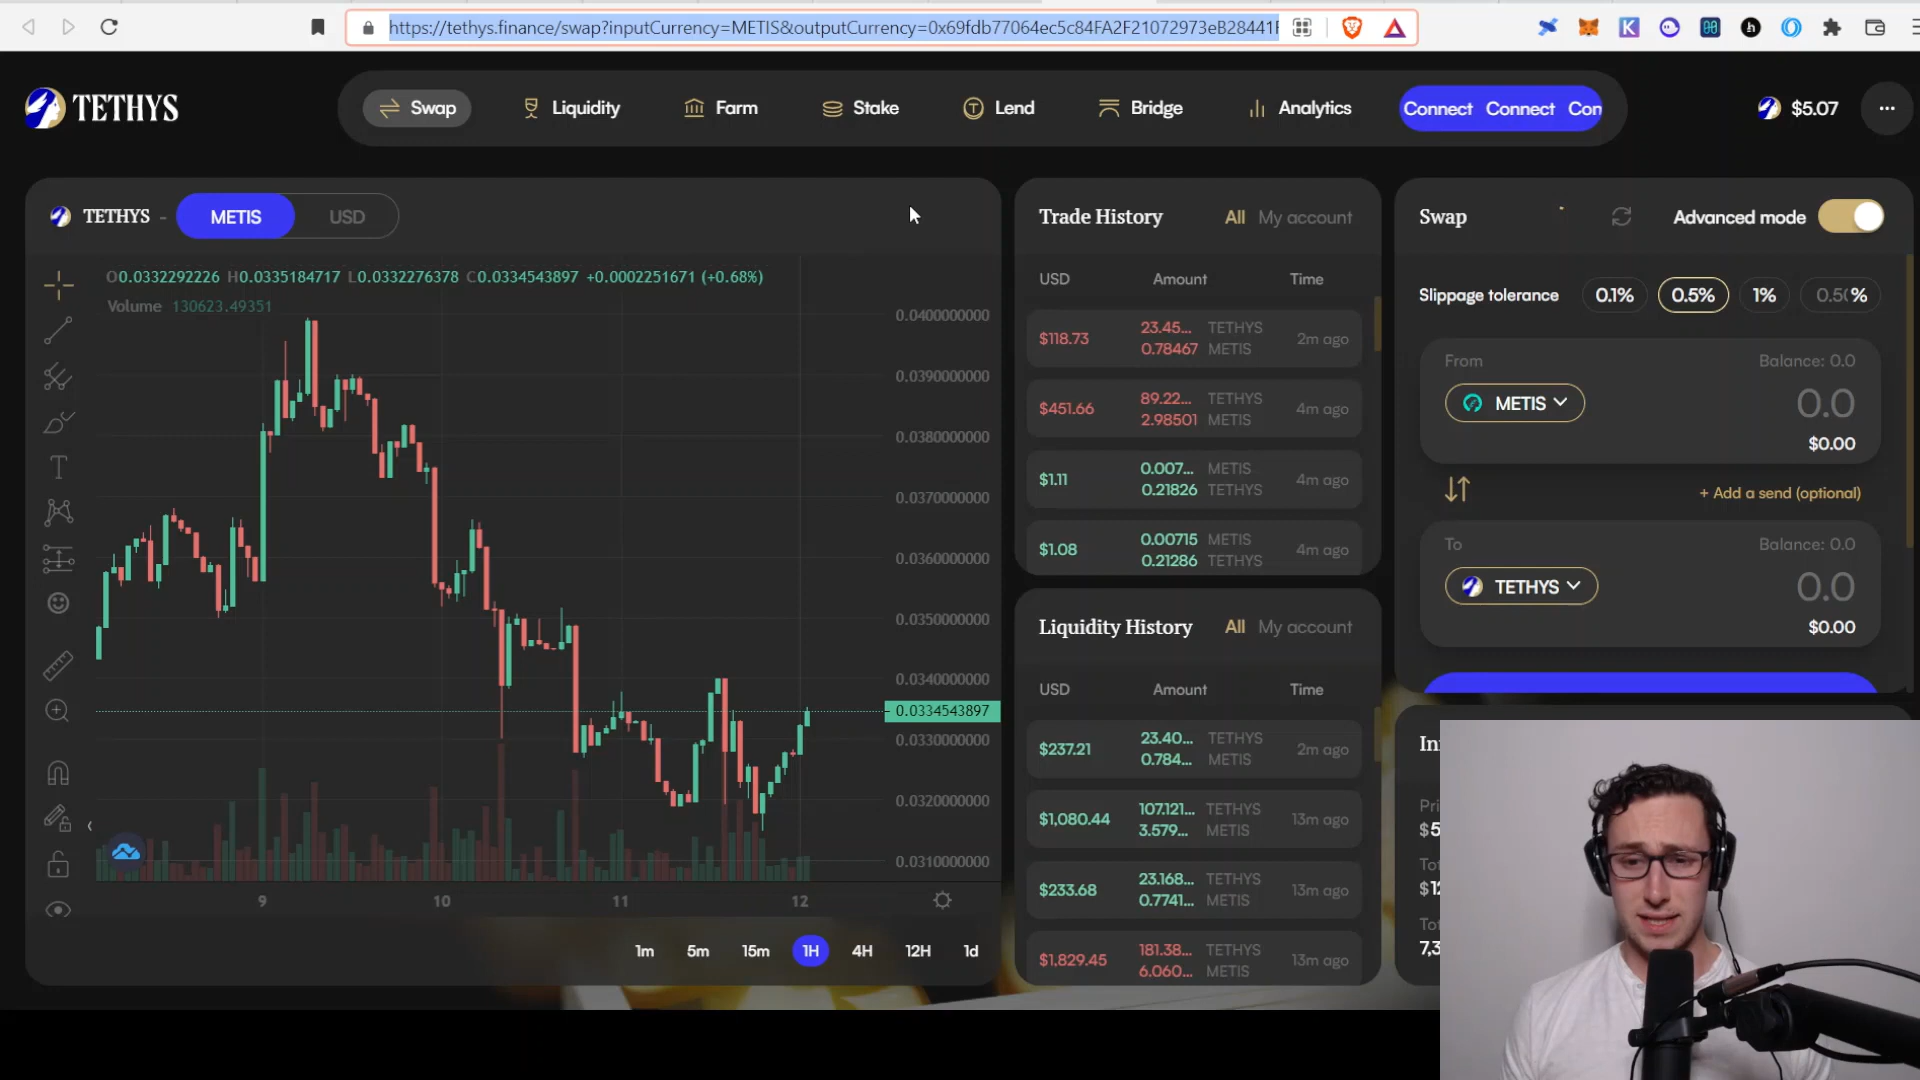 https://tethys.finance/swap?inputCurrency=METIS&outputCurrency=0x69fdb77064ec5c84FA2F21072973eB28441F
TETHYS
Swap
Liquidity
Farm
Stake
Lend
Bridge
Analytics
Connect Connect Con
$5.07
TETHYS - METIS USD
O0.0332292226 H0.0335184717 L0.0332276378 C0.0334543897 +0.0002251671 (+0.68%)
Volume 130623.49351
0.0400000000
0.0390000000
0.0380000000
0.0370000000
0.0360000000
0.0350000000
0.0340000000
0.0334543897
0.0330000000
0.0320000000
0.0310000000
9 10 11 12
1m 5m 15m 1H 4H 12H 1d
Trade History All My account
USD Amount Time
$118.73 23.45... TETHYS 2m ago
0.78467 METIS
$451.66 89.22... TETHYS 4m ago
2.98501 METIS
$1.11 0.007... METIS 4m ago
0.21826 TETHYS
$1.08 0.00715 METIS 4m ago
0.21286 TETHYS
Liquidity History All My account
USD Amount Time
$237.21 23.40... TETHYS 2m ago
0.784... METIS
$1,080.44 107.121... TETHYS 13m ago
3.579... METIS
$233.68 23.168... TETHYS 13m ago
0.7741... METIS
$1,829.45 181.38... TETHYS 13m ago
6.060... METIS
Swap Advanced mode
Slippage tolerance 0.1% 0.5% 1% 0.50%
From Balance: 0.0
METIS 0.0
$0.00
+ Add a send (optional)
To Balance: 0.0
TETHYS 0.0
$0.00